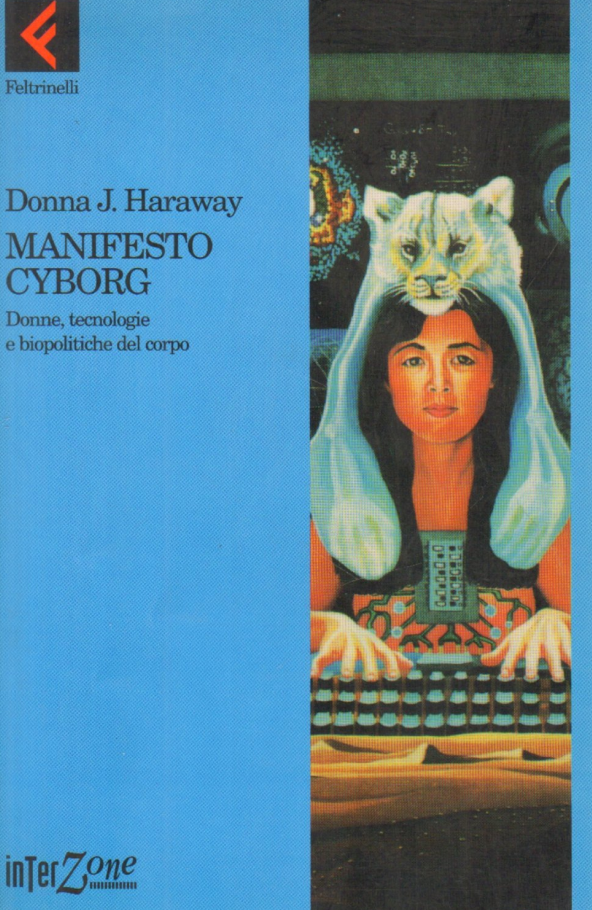 Feltrinelli
Donna J. Haraway
MANIFESTO
CYBORG
Donne, tecnologie
e biopolitiche del corpo
inTerZone